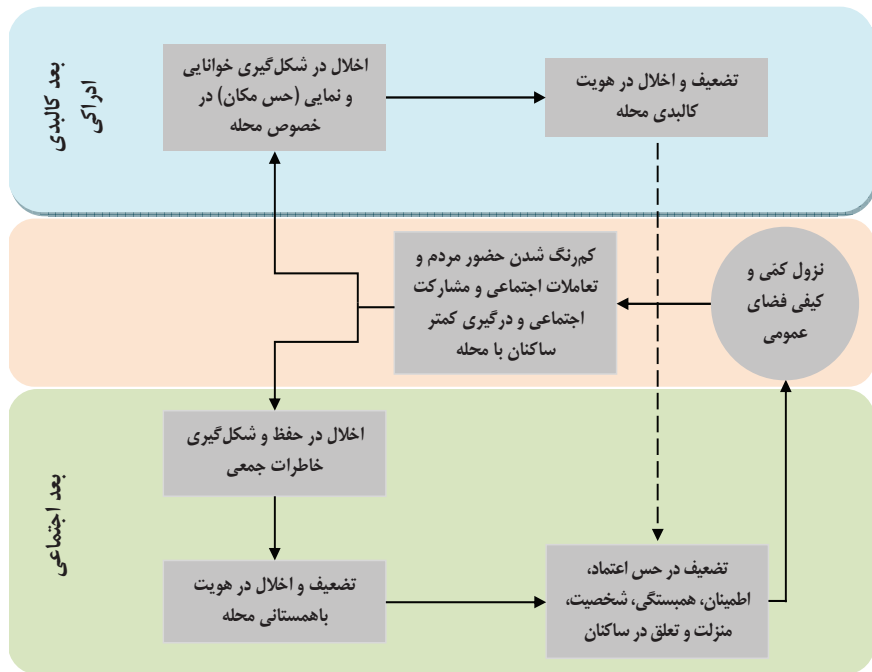 بعد کالبدی
ادراکی
اخلال در شکل‌گیری خوانایی
و نمایی (حس مکان) در
خصوص محله
تضعیف و اخلال در هویت
کالبدی محله
نزول کمّی و
کیفی فضای
عمومی
کم‌رنگ شدن حضور مردم و
تعاملات اجتماعی و مشارکت
اجتماعی و درگیری کمتر
ساکنان با محله
بعد اجتماعی
اخلال در حفظ و شکل‌گیری
خاطرات جمعی
تضعیف و اخلال در هویت
باهمستانی محله
تضعیف در حس اعتماد،
اطمینان، همبستگی، شخصیت،
منزلت و تعلق در ساکنان